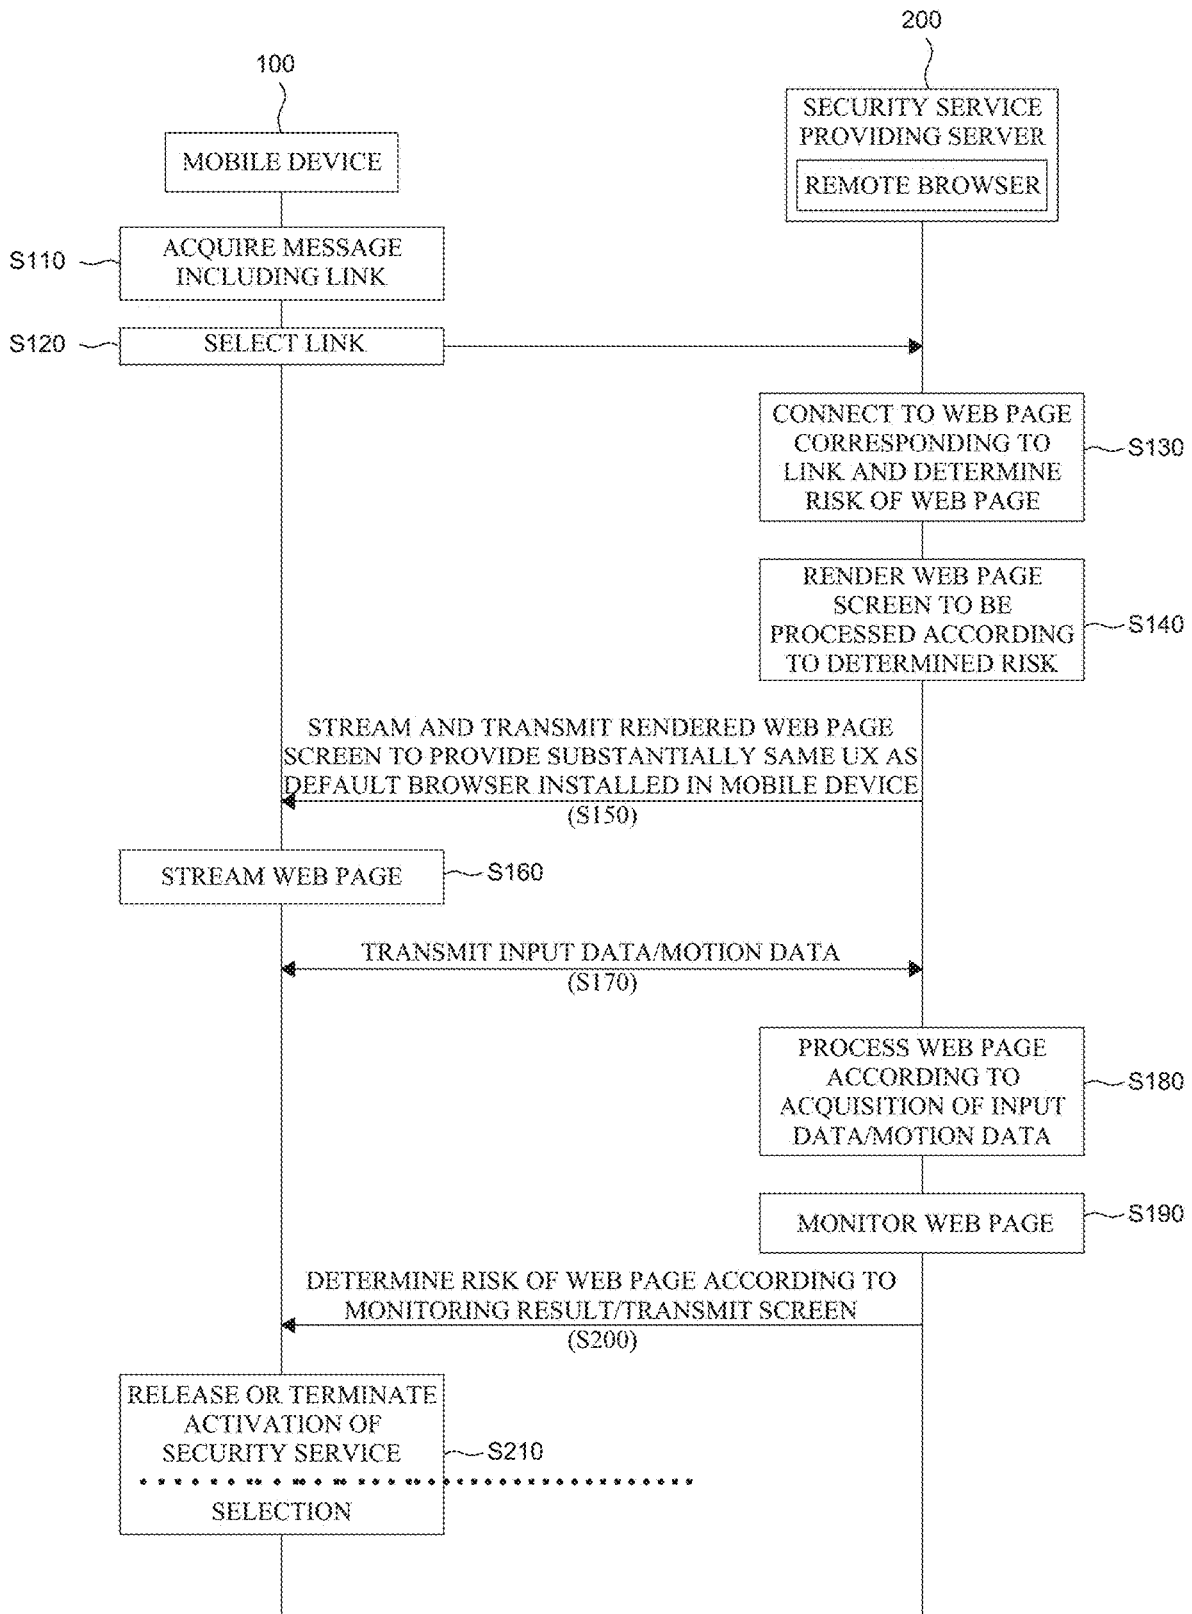 200
100
SECURITY SERVICE
PROVIDING SERVER
REMOTE BROWSER
MOBILE DEVICE
S110
ACQUIRE MESSAGE
INCLUDING LINK
S120
SELECT LINK
CONNECT TO WEB PAGE
CORRESPONDING TO
LINK AND DETERMINE
RISK OF WEB PAGE
S130
RENDER WEB PAGE
SCREEN TO BE
PROCESSED ACCORDING
TO DETERMINED RISK
S140
STREAM AND TRANSMIT RENDERED WEB PAGE
SCREEN TO PROVIDE SUBSTANTIALLY SAME UX AS
DEFAULT BROWSER INSTALLED IN MOBILE DEVICE
(S150)
STREAM WEB PAGE
S160
TRANSMIT INPUT DATA/MOTION DATA
(S170)
PROCESS WEB PAGE
ACCORDING TO
ACQUISITION OF INPUT
DATA/MOTION DATA
S180
MONITOR WEB PAGE
S190
DETERMINE RISK OF WEB PAGE ACCORDING TO
MONITORING RESULT/TRANSMIT SCREEN
(S200)
RELEASE OR TERMINATE
ACTIVATION OF
SECURITY SERVICE
S210
SELECTION